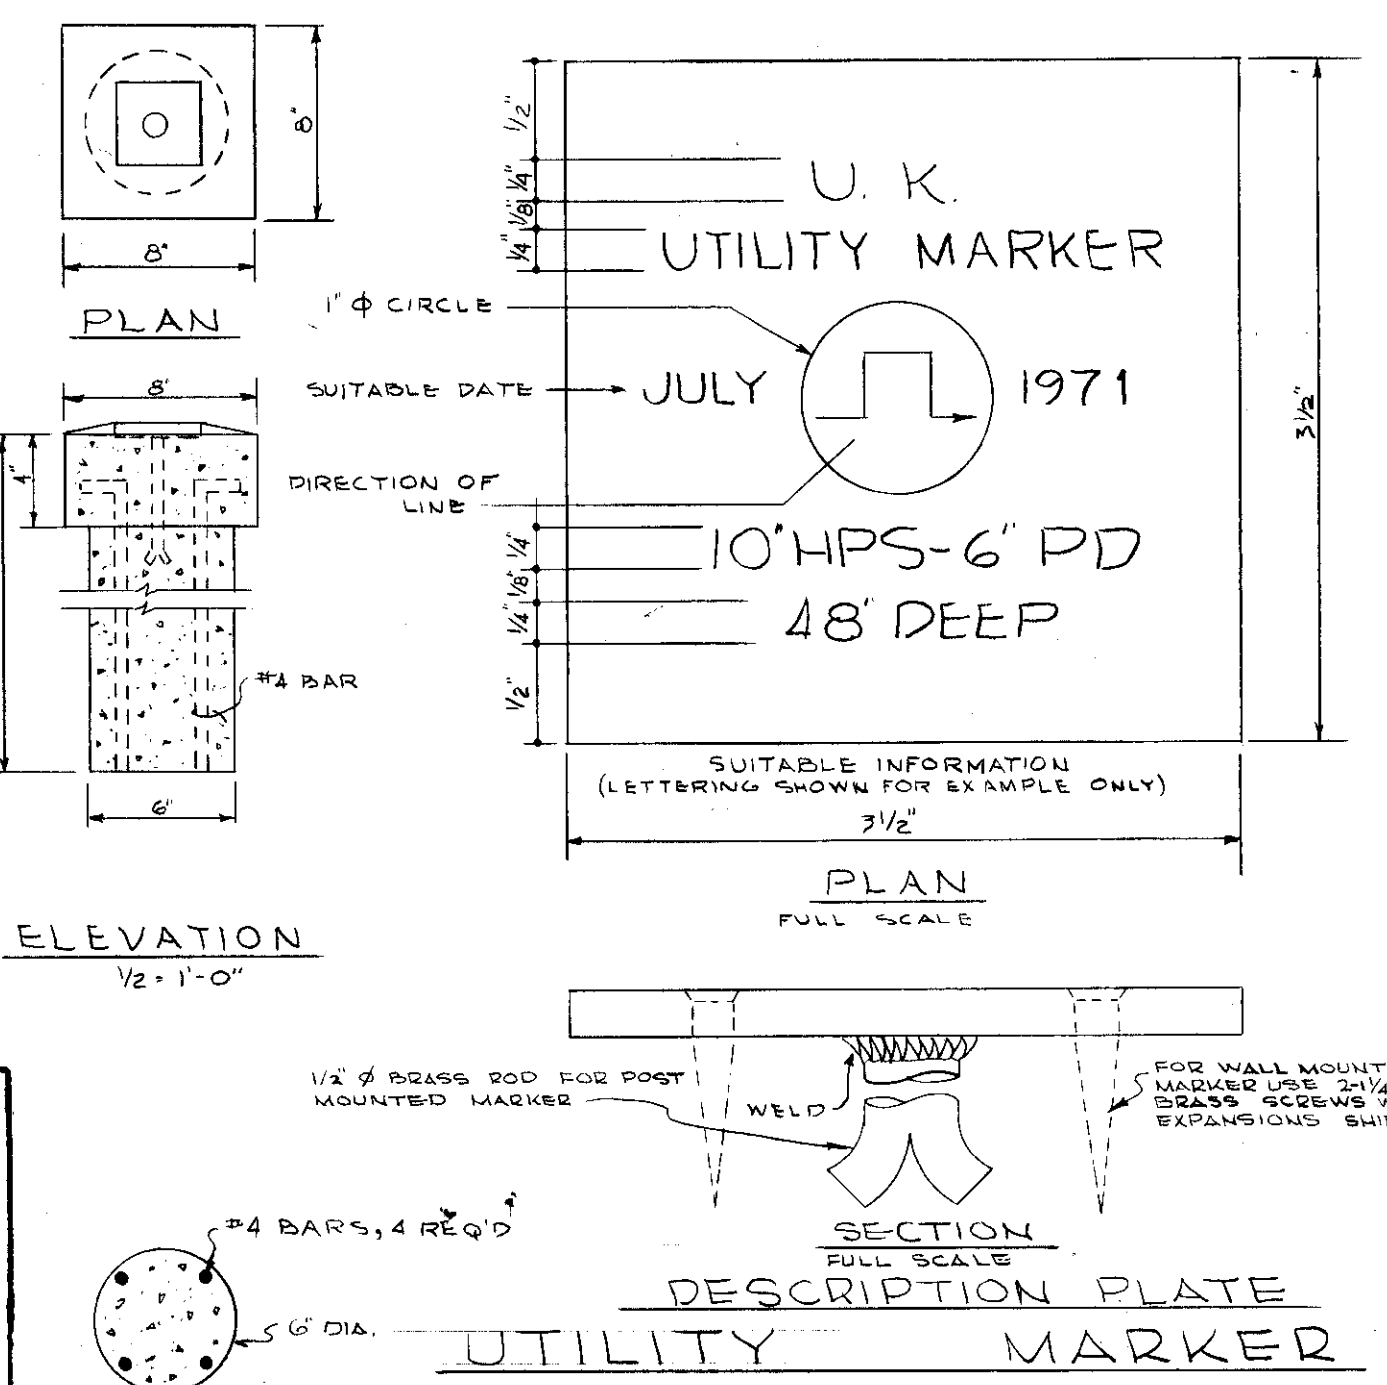 8"
8"
PLAN
8'
4"
#4 BAR
6"
ELEVATION
1/2 = 1'-0"
1/2"
1/4"
1/8"
1/4"
U. K.
UTILITY MARKER
1" Φ CIRCLE
SUITABLE DATE
JULY 1971
DIRECTION OF
LINE
1/4"
1/8"
1/4"
1/2"
10"HPS-6" PD
48" DEEP
3 1/2"
SUITABLE INFORMATION
(LETTERING SHOWN FOR EXAMPLE ONLY)
3 1/2"
PLAN
FULL SCALE
1/2" Ø BRASS ROD FOR POST
MOUNTED MARKER
WELD
FOR WALL MOUNT
MARKER USE 2-1 1/4
BRASS SCREWS
EXPANSIONS
SECTION
FULL SCALE
DESCRIPTION PLATE
#4 BARS, 4 REQ'D
6" DIA.
UTILITY MARKER